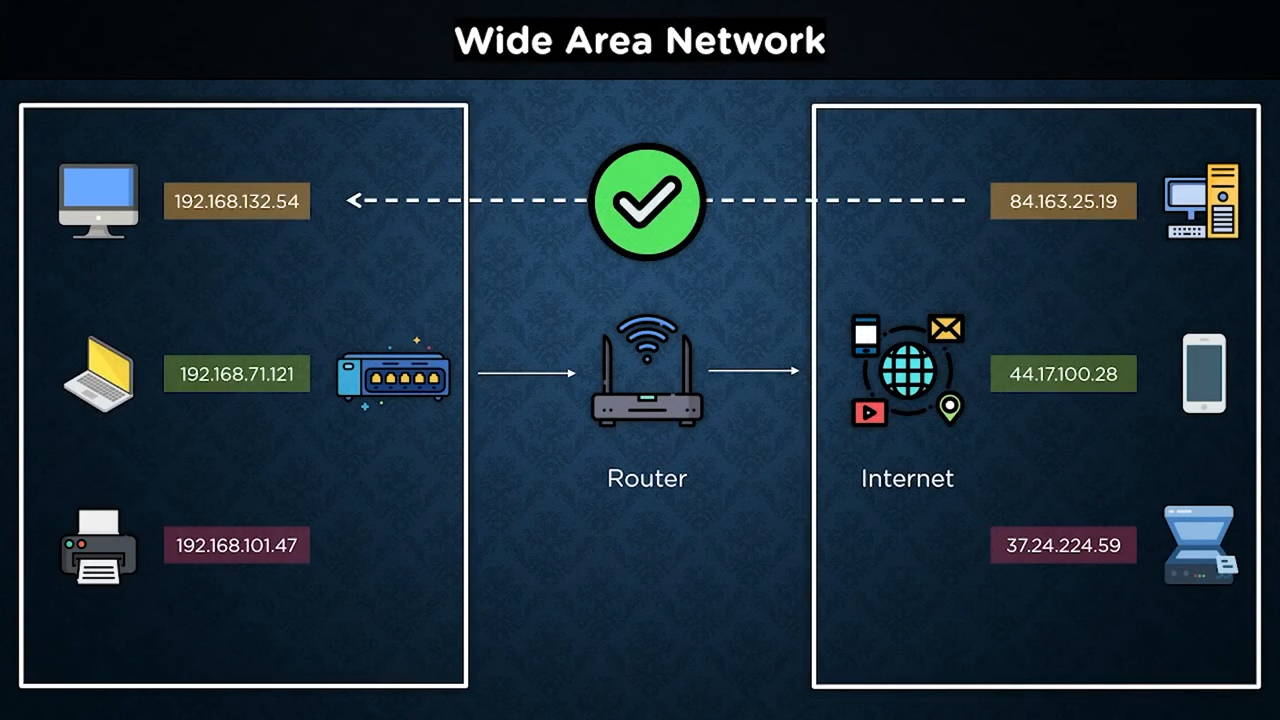 Wide Area Network
192.168.132.54
84.163.25.19
192.168.71.121
44.17.100.28
Router
Internet
192.168.101.47
37.24.224.59